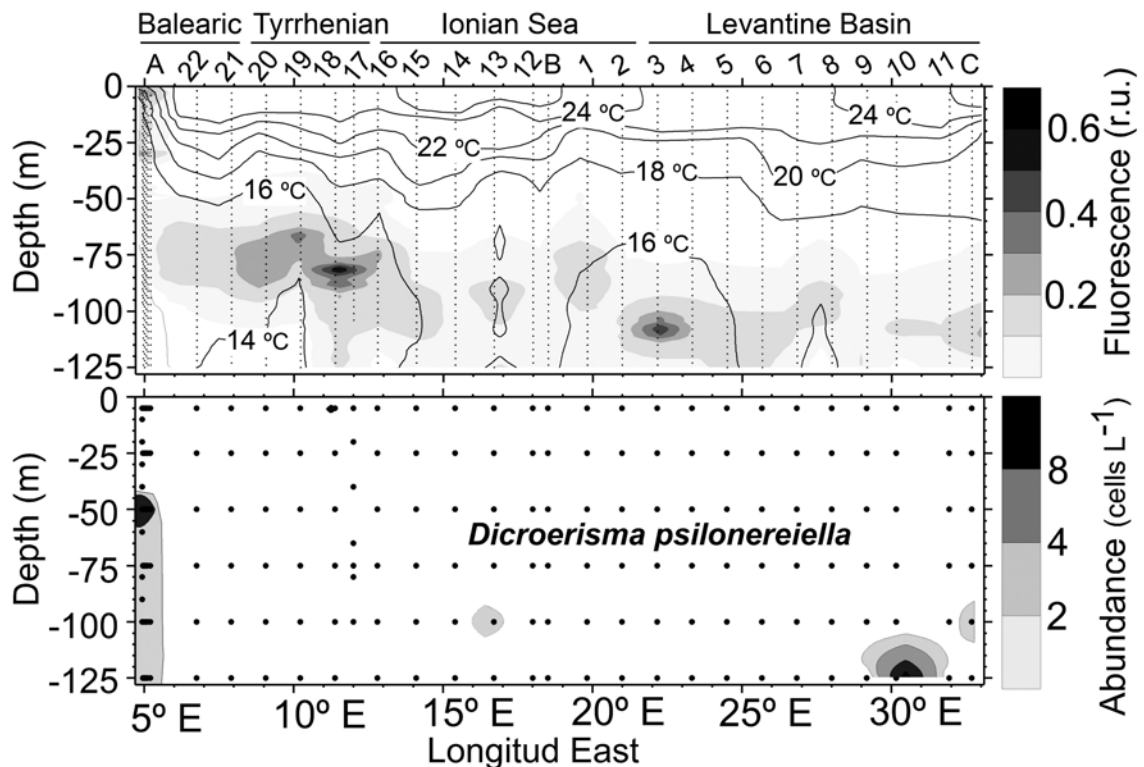 Balearic Tyrrhenian Ionian Sea Levantine Basin
A 22 21 20 19 18 17 16 15 14 13 12 B 1 2 3 4 5 6 7 8 9 10 11 C
0
-25
-50
-75
-100
-125
Depth (m)
24 ºC
24 ºC
22 ºC
20 ºC
18 ºC
16 ºC
16 ºC
14 ºC
0.6
0.4
0.2
Fluorescence (r.u.)
0
-25
-50
-75
-100
-125
Depth (m)
Dicroerisma psilonereiella
8
4
2
Abundance (cells L⁻¹)
5º E 10º E 15º E 20º E 25º E 30º E
Longitud East